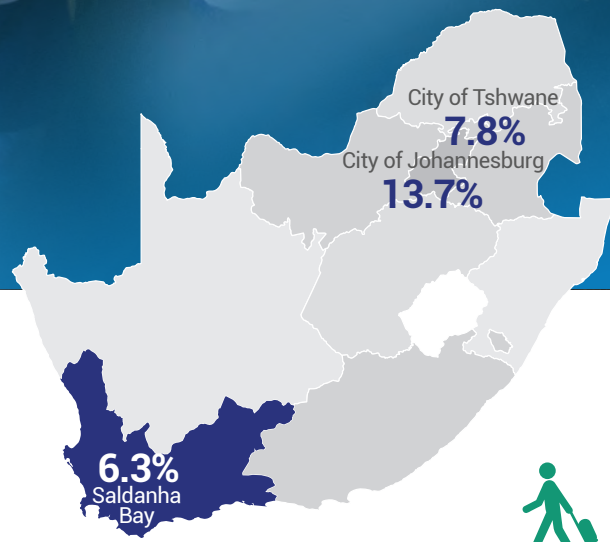 City of Tshwane
7.8%
City of Johannesburg
13.7%
6.3%
Saldanha
Bay